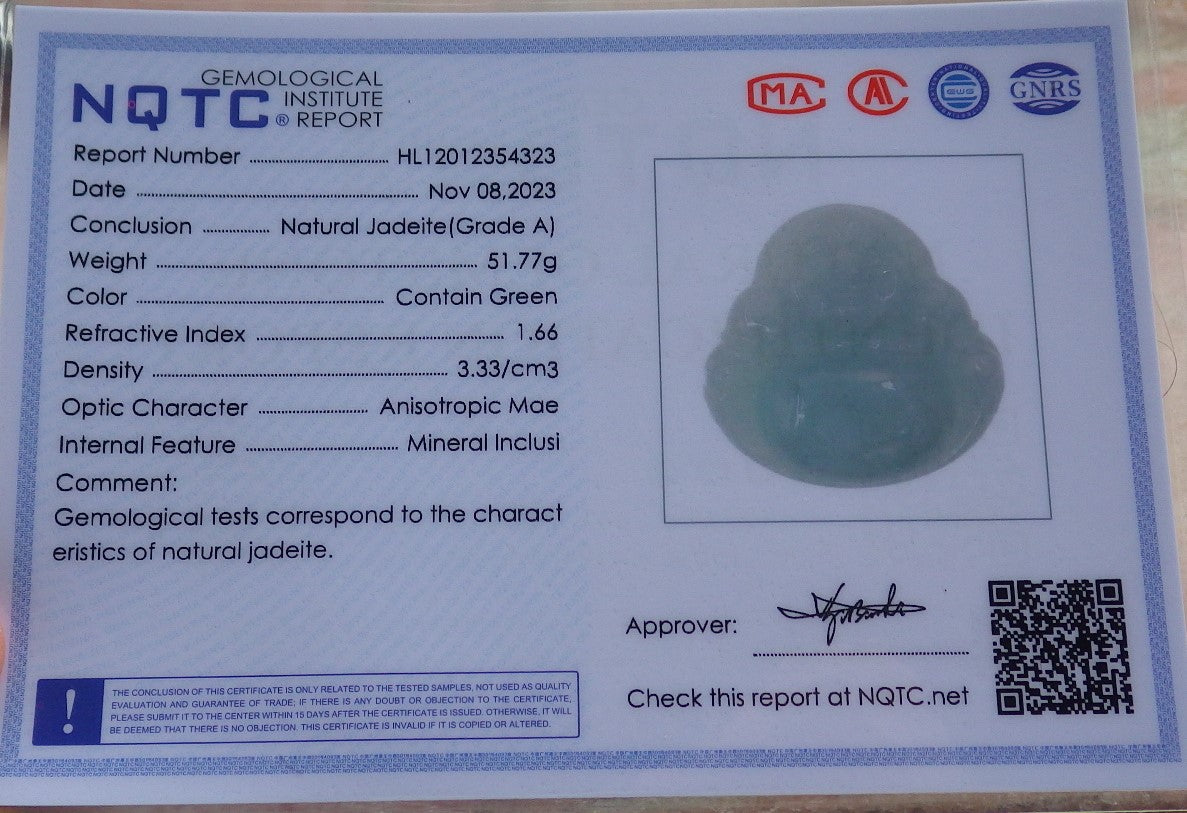 NQTC® GEMOLOGICAL
INSTITUTE
REPORT
MA
GNRS
Report Number HL12012354323
Date Nov 08,2023
Conclusion Natural Jadeite(Grade A)
Weight 51.77g
Color Contain Green
Refractive Index 1.66
Density 3.33/cm3
Optic Character Anisotropic Mae
Internal Feature Mineral Inclusi
Comment:
Gemological tests correspond to the charact
eristics of natural jadeite.
Approver:
Check this report at NQTC.net
! THE CONCLUSION OF THIS CERTIFICATE IS ONLY RELATED TO THE TESTED SAMPLES, NOT USED AS QUALITY
EVALUATION AND GUARANTEE OF TRADE; IF THERE IS ANY DOUBT OR OBJECTION TO THE CERTIFICATE,
PLEASE SUBMIT IT TO THE CENTER WITHIN 15 DAYS AFTER THE CERTIFICATE IS ISSUED. OTHERWISE, IT WILL
BE DEEMED THAT THERE IS NO OBJECTION. THIS CERTIFICATE IS INVALID IF IT IS COPIED OR ALTERED.